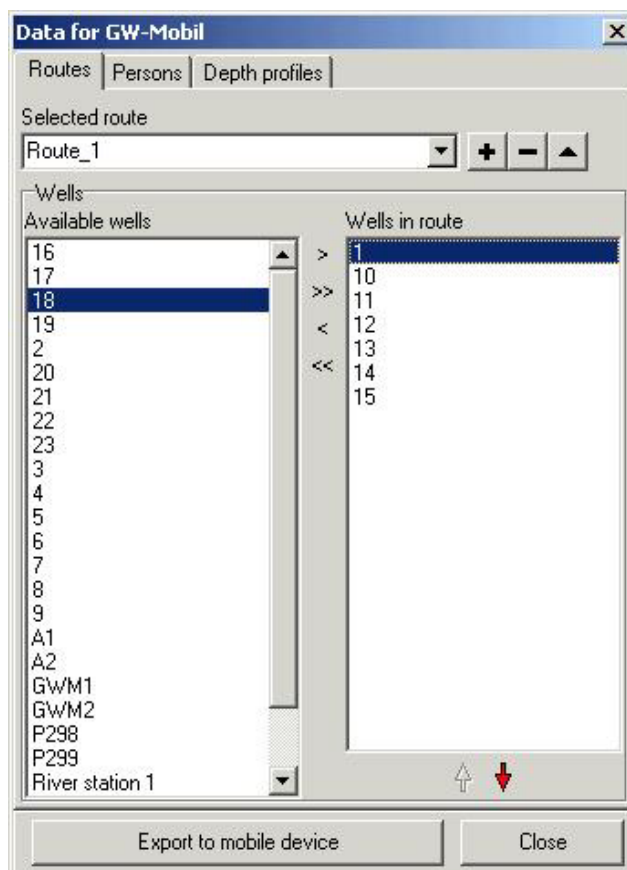 Data for GW-Mobil
Routes Persons Depth profiles
Selected route
Route_1
Wells
Available wells
16
17
18
19
2
20
21
22
23
3
4
5
6
7
8
9
A1
A2
GWM1
GWM2
P298
P299
River station 1
>
>>
<
<<
Wells in route
1
10
11
12
13
14
15
Export to mobile device Close